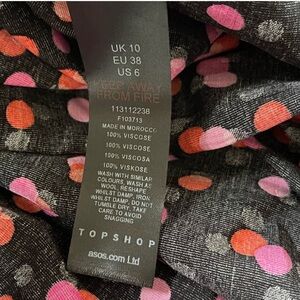 UK 10
EU 38
US 6
KEEP AWAY
FROM FIRE
113112238
F103713
MADE IN MOROCCO
100% VISCOSE
100% VISCOSE
100% VISCOSA
100% VISKOSE
WASH WITH SIMILAR
COLOURS, WASH AS
WOOL, RESHAPE
WHILST DAMP, IRON
WHILST DAMP, DO NOT
TUMBLE DRY, TAKE
CARE TO AVOID
SNAGGING
TOPSHOP
asos.com Ltd